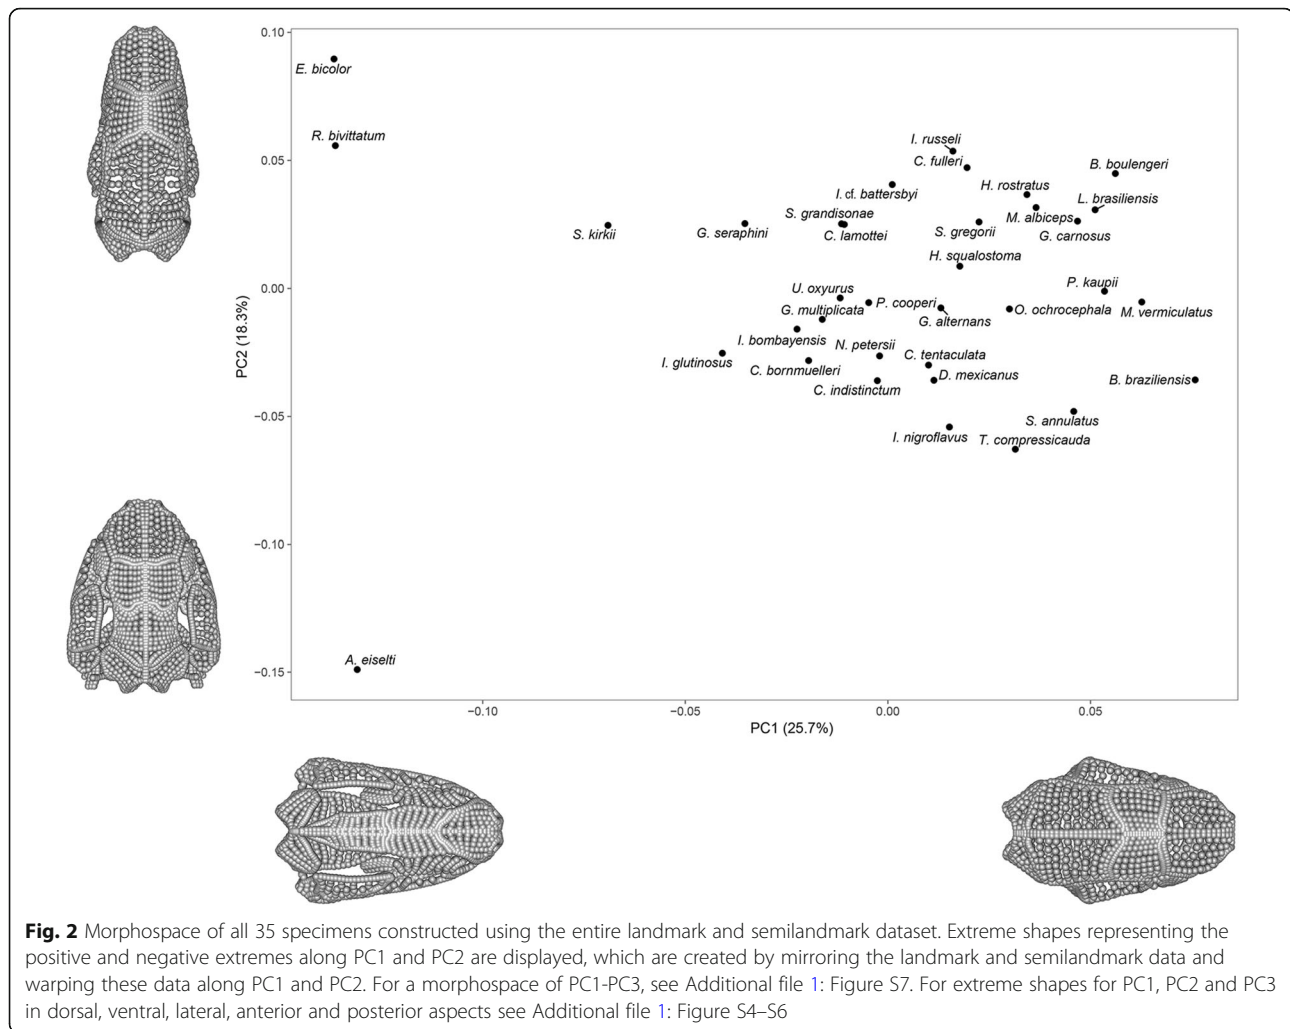 0.10
E. bicolor
R. bivittatum
I. russeli
C. fulleri
B. boulengeri
0.05
I. cf. battersbyi
H. rostratus
L. brasiliensis
S. grandisonae
M. albiceps
S. kirkii
G. seraphini
C. lamottei
S. gregorii
G. carnosus
H. squalostoma
0.00
U. oxyurus
P. kaupii
G. multiplicata
P. cooperi
O. ochrocephala
M. vermiculatus
G. alternans
I. bombayensis
N. petersii
I. glutinosus
C. bornmuelleri
C. tentaculata
D. mexicanus
B. braziliensis
C. indistinctum
−0.05
S. annulatus
I. nigroflavus
T. compressicauda
PC2 (18.3%)
−0.10
A. eiselti
−0.15
−0.10 −0.05 0.00 0.05
PC1 (25.7%)
Fig. 2 Morphospace of all 35 specimens constructed using the entire landmark and semilandmark dataset. Extreme shapes representing the
positive and negative extremes along PC1 and PC2 are displayed, which are created by mirroring the landmark and semilandmark data and
warping these data along PC1 and PC2. For a morphospace of PC1-PC3, see Additional file 1: Figure S7. For extreme shapes for PC1, PC2 and PC3
in dorsal, ventral, lateral, anterior and posterior aspects see Additional file 1: Figure S4–S6